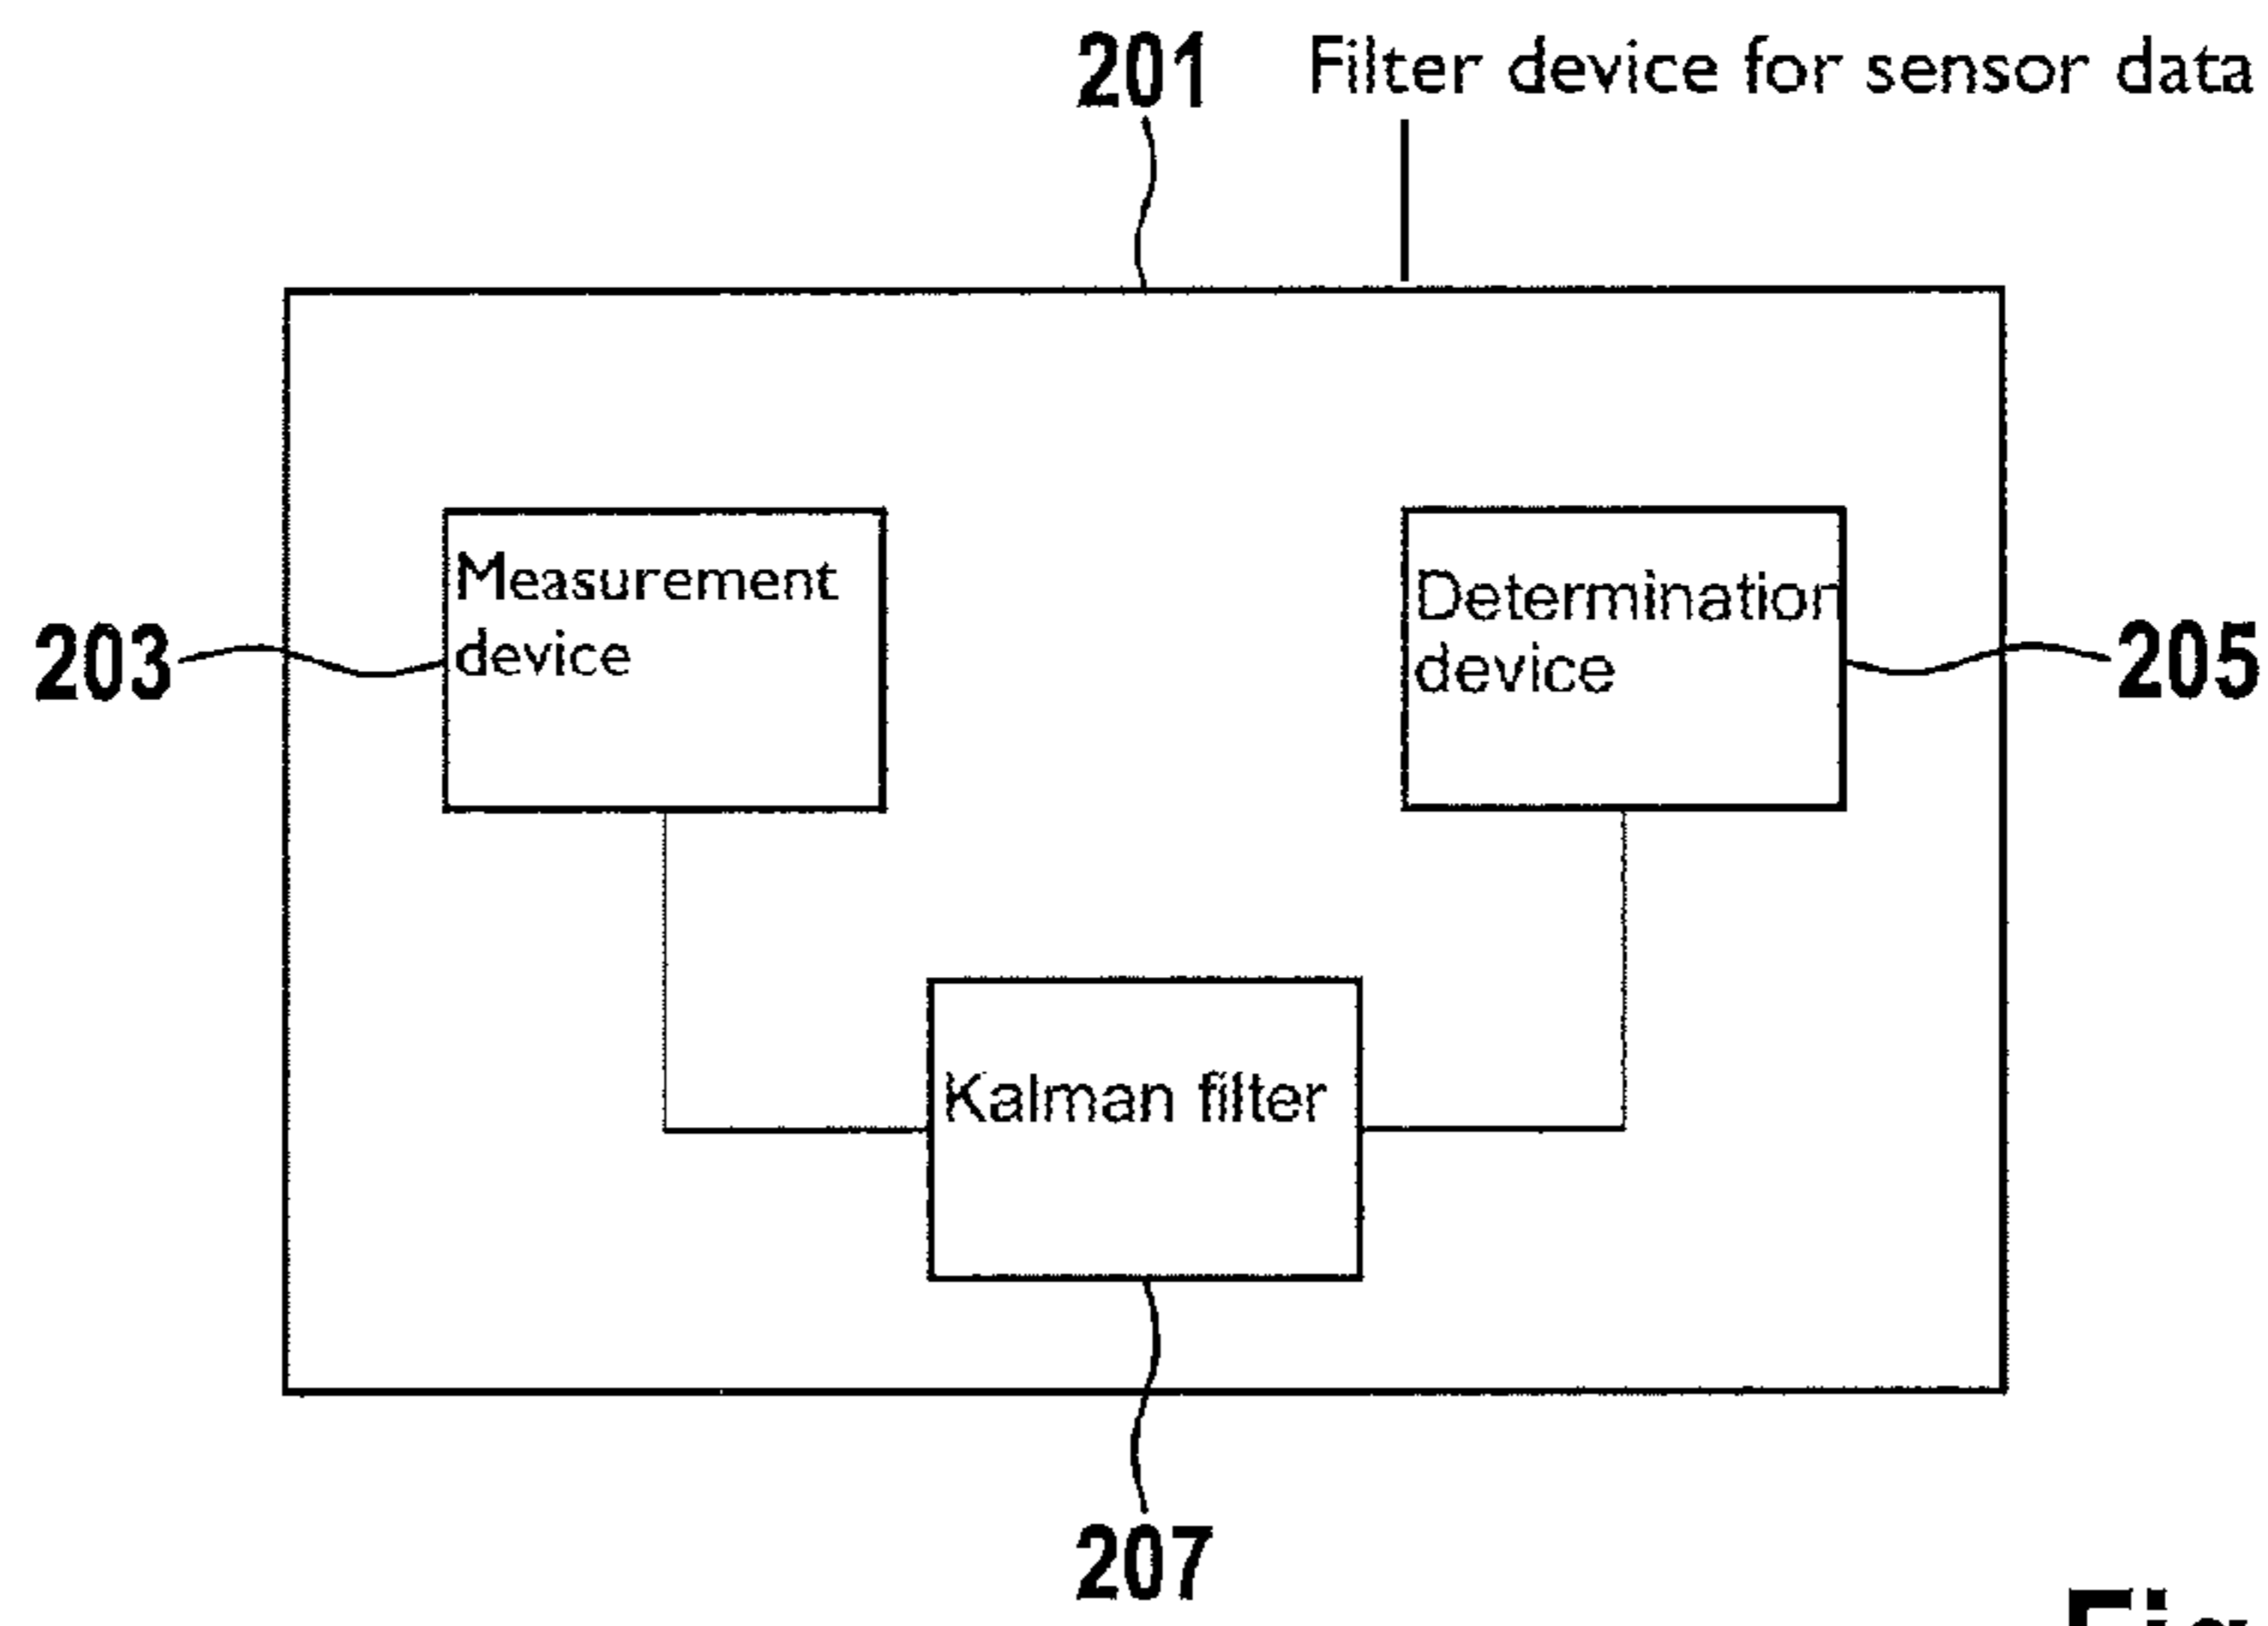 201 Filter device for sensor data
Measurement
device
Determination
device
203
205
Kalman filter
207